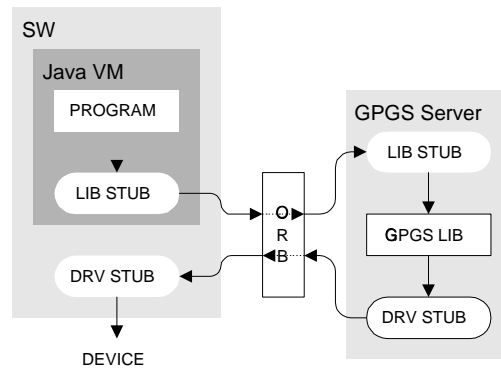 SW
Java VM
PROGRAM
LIB STUB
DRV STUB
DEVICE
O
R
B
GPGS Server
LIB STUB
GPGS LIB
DRV STUB